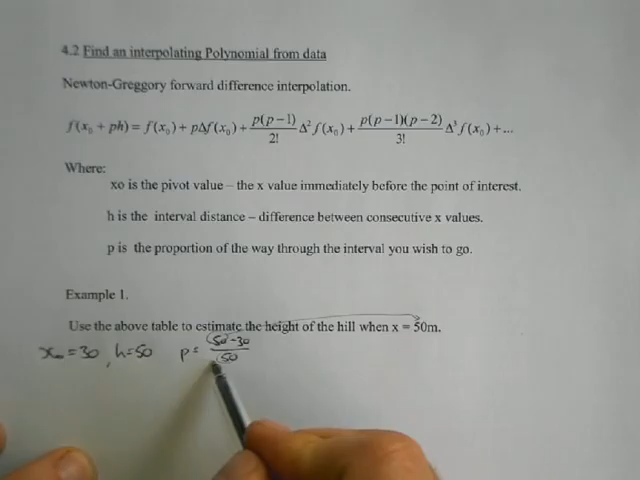 4.2 Find an interpolating Polynomial from data
Newton-Greggory forward difference interpolation.
f(x₀ + ph) = f(x₀) + pΔf(x₀) + p(p−1)/2! Δ² f(x₀) + p(p−1)(p−2)/3! Δ³ f(x₀) + ...
Where:
xo is the pivot value – the x value immediately before the point of interest.
h is the interval distance – difference between consecutive x values.
p is the proportion of the way through the interval you wish to go.
Example 1.
Use the above table to estimate the height of the hill when x = 50m.
x₀ = 30, h=50 p = (50-30)/50